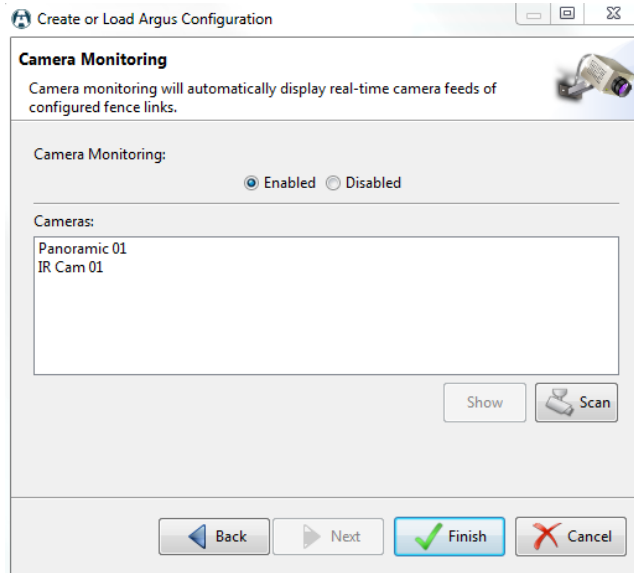 Create or Load Argus Configuration
Camera Monitoring
Camera monitoring will automatically display real-time camera feeds of
configured fence links.
Camera Monitoring:
Enabled Disabled
Cameras:
Panoramic 01
IR Cam 01
Show Scan
Back Next Finish Cancel